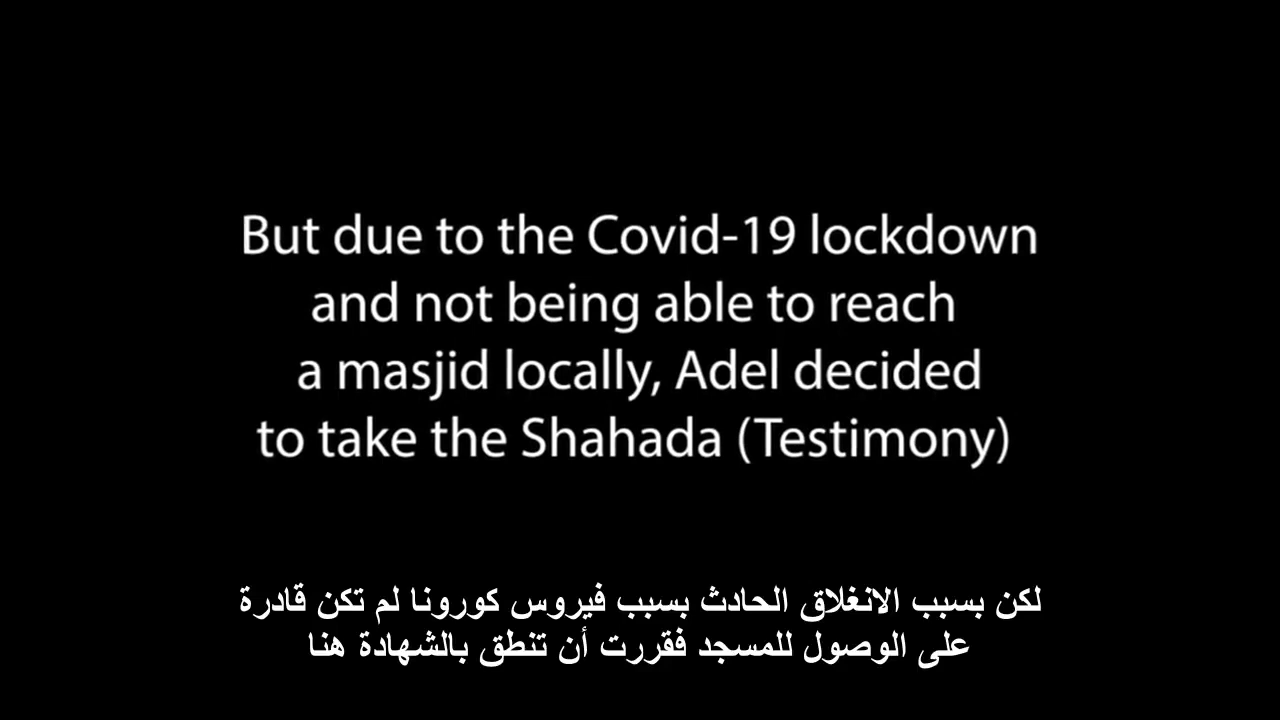 But due to the Covid-19 lockdown
and not being able to reach
a masjid locally, Adel decided
to take the Shahada (Testimony)
لكن بسبب الانغلاق الحادث بسبب فيروس كورونا لم تكن قادرة
على الوصول للمسجد فقررت أن تنطق بالشهادة هنا